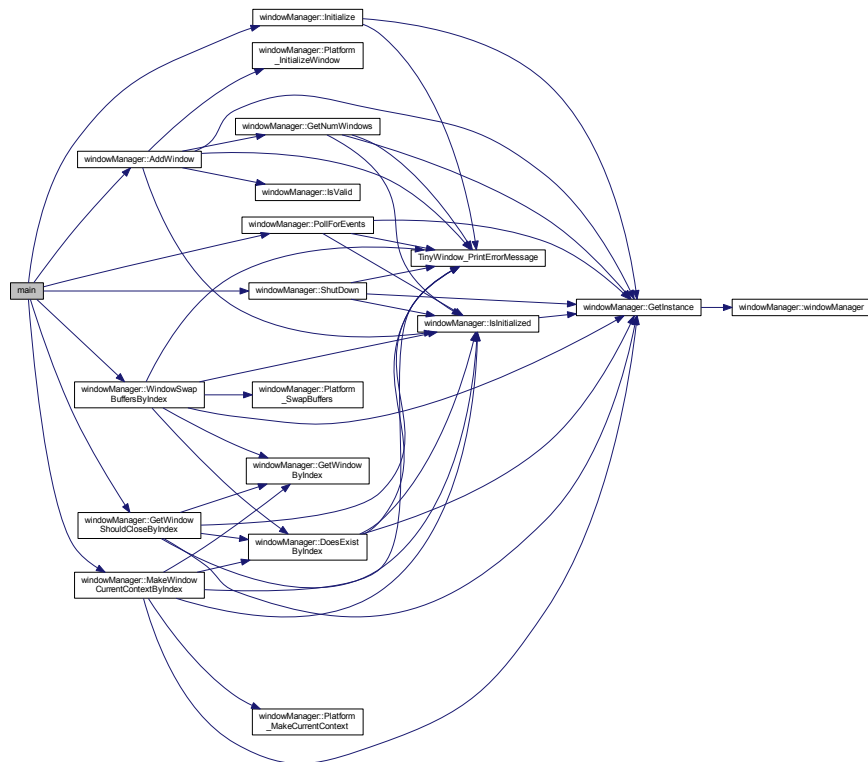 windowManager::Initialize
windowManager::Platform
_InitializeWindow
windowManager::GetNumWindows
windowManager::AddWindow
windowManager::IsValid
windowManager::PollForEvents
TinyWindow_PrintErrorMessage
main
windowManager::ShutDown
windowManager::GetInstance
windowManager::windowManager
windowManager::IsInitialized
windowManager::WindowSwap
BuffersByIndex
windowManager::Platform
_SwapBuffers
windowManager::GetWindow
ByIndex
windowManager::GetWindow
ShouldCloseByIndex
windowManager::DoesExist
ByIndex
windowManager::MakeWindow
CurrentContextByIndex
windowManager::Platform
_MakeCurrentContext